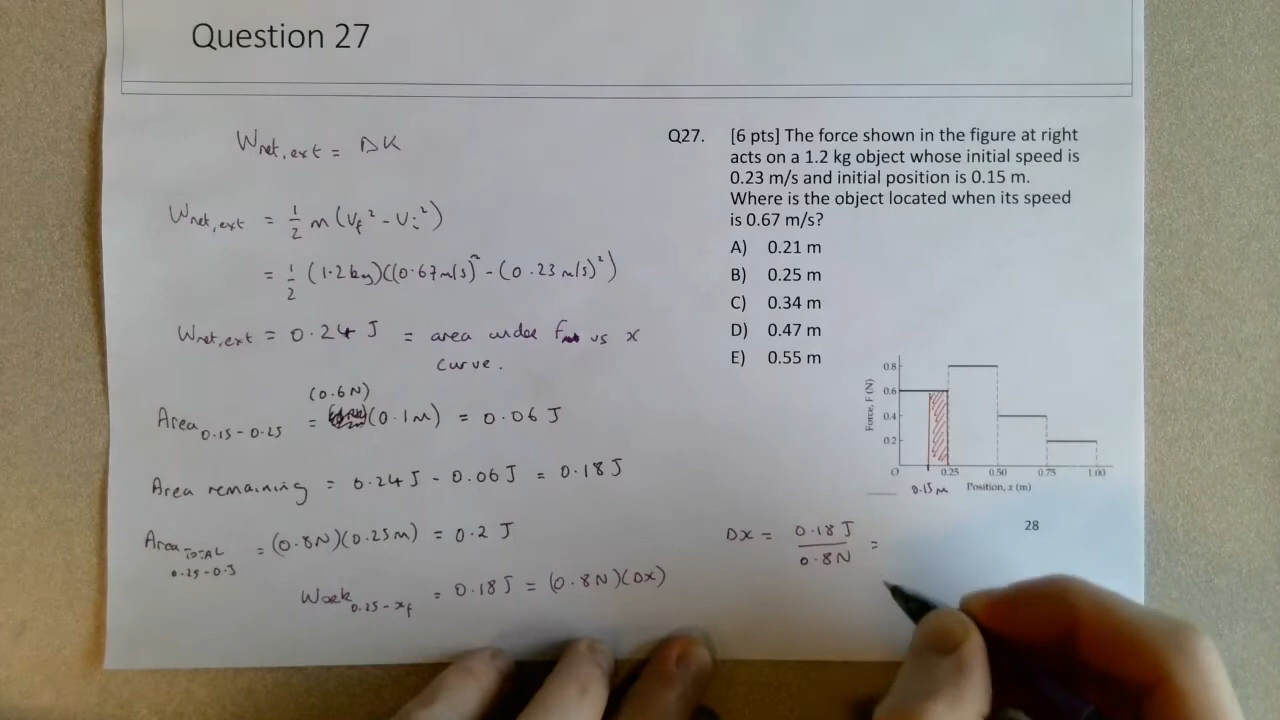 Question 27
W net, ext = ΔK
W net, ext = 1/2 m (Vf² - Vi²)
= 1/2 (1.2 kg)((0.67 m/s)² - (0.23 m/s)²)
W net, ext = 0.24 J = area under F net vs x
curve.
(0.6 N)
Area 0.15 - 0.25 = (0.1 m) = 0.06 J
Area remaining = 0.24 J - 0.06 J = 0.18 J
Area TOTAL 0.25 - 0.5 = (0.8 N)(0.25 m) = 0.2 J
Work 0.25 - xf = 0.18 J = (0.8 N)(Δx)
Q27. [6 pts] The force shown in the figure at right
acts on a 1.2 kg object whose initial speed is
0.23 m/s and initial position is 0.15 m.
Where is the object located when its speed
is 0.67 m/s?
A) 0.21 m
B) 0.25 m
C) 0.34 m
D) 0.47 m
E) 0.55 m
Force, F (N)
0.8
0.6
0.4
0.2
O 0.25 0.50 0.75 1.00
0.15 m
Position, x (m)
Δx = 0.18 J / 0.8 N =
28